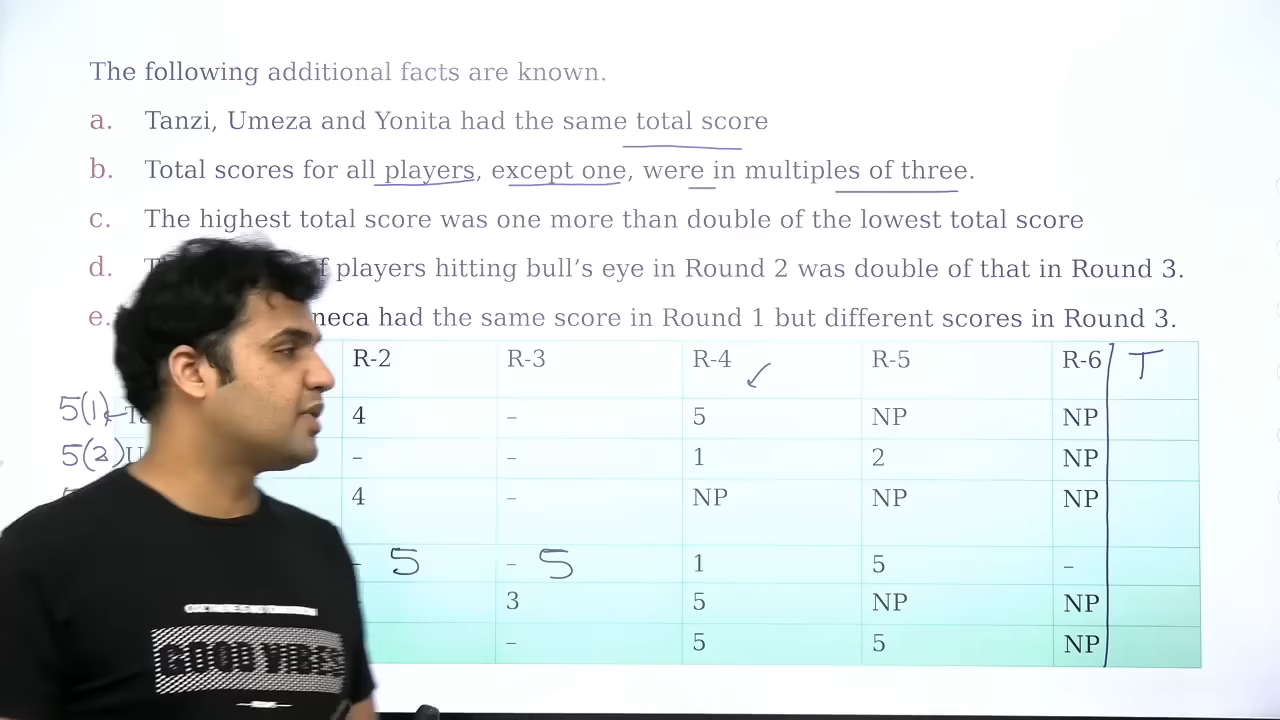 The following additional facts are known.
a. Tanzi, Umeza and Yonita had the same total score
b. Total scores for all players, except one, were in multiples of three.
c. The highest total score was one more than double of the lowest total score
d. players hitting bull's eye in Round 2 was double of that in Round 3.
e. had the same score in Round 1 but different scores in Round 3.
R-2 R-3 R-4 R-5 R-6 T
5(1) 4 – 5 NP NP
5(2) U – – 1 2 NP
4 – NP NP NP
– 5 – 5 1 5 –
3 5 NP NP
– 5 5 NP
GOOD VIBES